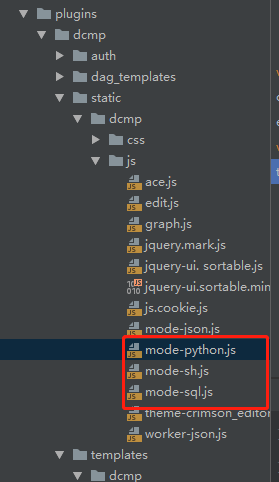 plugins
dcmp
auth
dag_templates
static
dcmp
css
js
ace.js
edit.js
graph.js
jquery.mark.js
jquery-ui. sortable.js
jquery-ui.sortable.min
js.cookie.js
mode-json.js
mode-python.js
mode-sh.js
mode-sql.js
theme-crimson_editor
worker-json.js
templates
dcmp